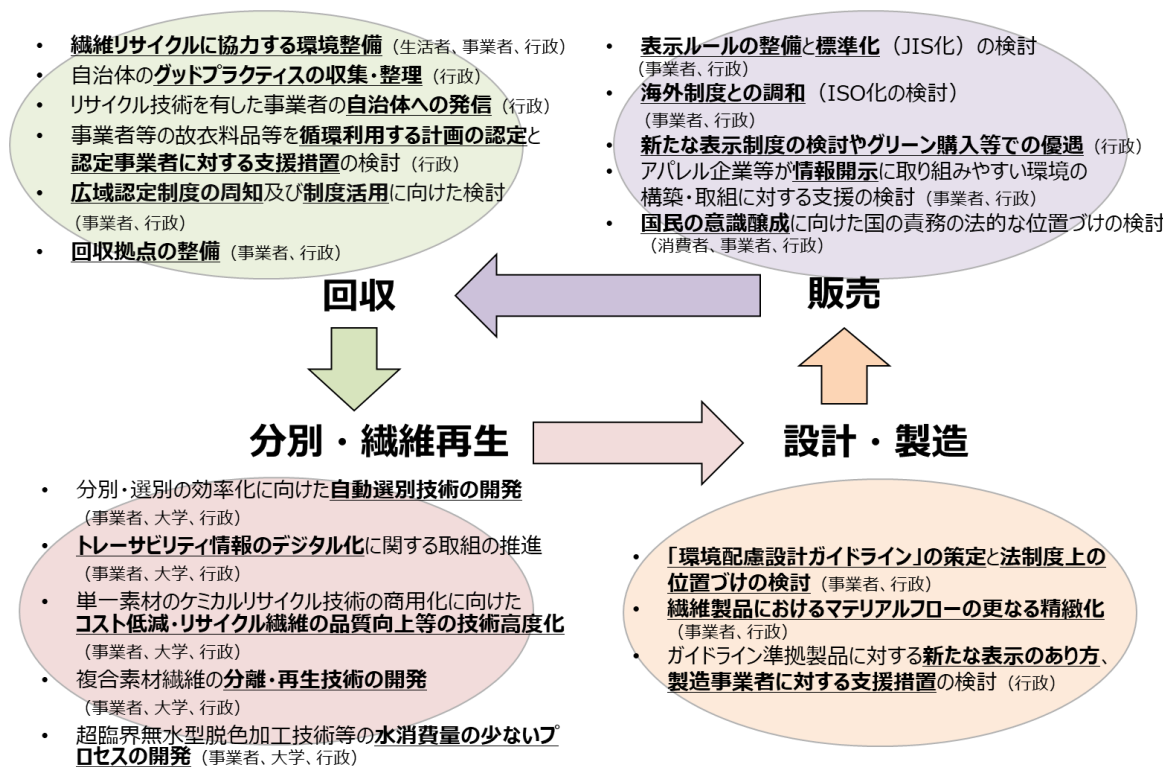 • 繊維リサイクルに協力する環境整備（生活者、事業者、行政）
• 自治体のグッドプラクティスの収集・整理（行政）
• リサイクル技術を有した事業者の自治体への発信（行政）
• 事業者等の故衣料品等を循環利用する計画の認定と
認定事業者に対する支援措置の検討（行政）
• 広域認定制度の周知及び制度活用に向けた検討
（事業者、行政）
• 回収拠点の整備（事業者、行政）
回収
• 表示ルールの整備と標準化（JIS化）の検討
（事業者、行政）
• 海外制度との調和（ISO化の検討）
（事業者、行政）
• 新たな表示制度の検討やグリーン購入等での優遇（行政）
• アパレル企業等が情報開示に取り組みやすい環境の
構築・取組に対する支援の検討（事業者、行政）
• 国民の意識醸成に向けた国の責務の法的な位置づけの検討
（消費者、事業者、行政）
販売
分別・繊維再生
• 分別・選別の効率化に向けた自動選別技術の開発
（事業者、大学、行政）
• トレーサビリティ情報のデジタル化に関する取組の推進
（事業者、大学、行政）
• 単一素材のケミカルリサイクル技術の商用化に向けた
コスト低減・リサイクル繊維の品質向上等の技術高度化
（事業者、大学、行政）
• 複合素材繊維の分離・再生技術の開発
（事業者、大学、行政）
• 超臨界無水型脱色加工技術等の水消費量の少ないプ
ロセスの開発（事業者、大学、行政）
設計・製造
• 「環境配慮設計ガイドライン」の策定と法制度上の
位置づけの検討（事業者、行政）
• 繊維製品におけるマテリアルフローの更なる精緻化
（事業者、行政）
• ガイドライン準拠製品に対する新たな表示のあり方、
製造事業者に対する支援措置の検討（行政）